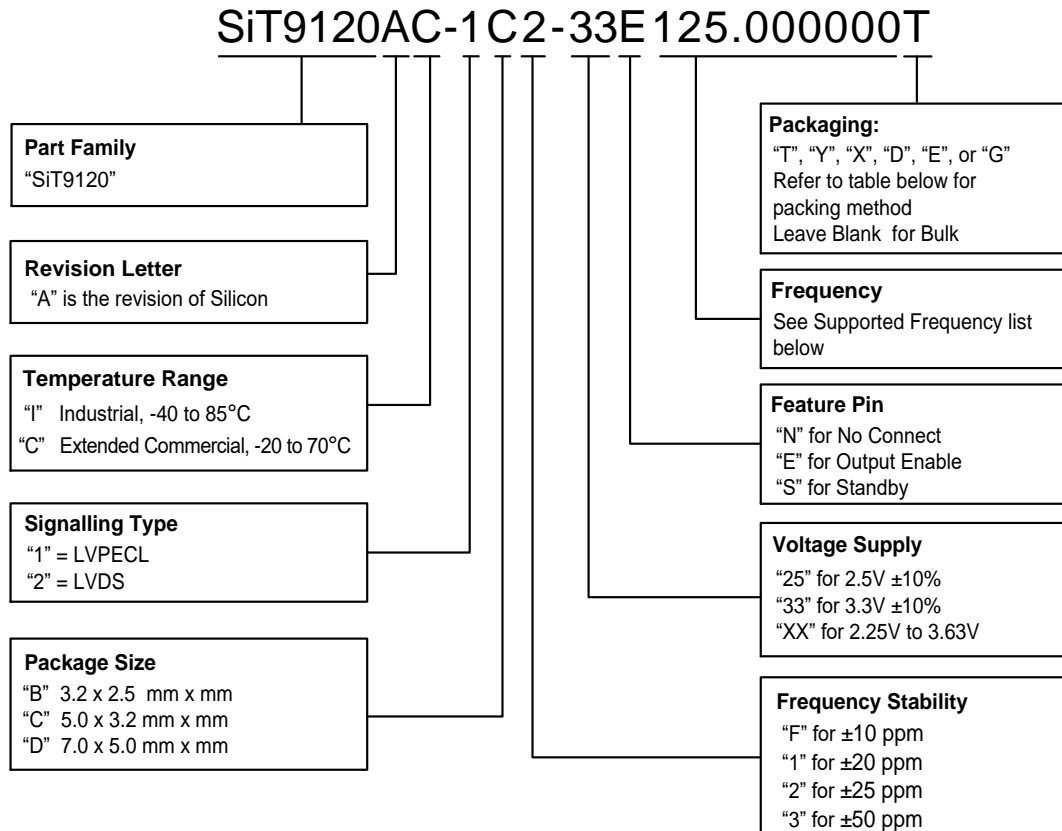 SiT9120AC-1C2-33E125.000000T
Part Family
“SiT9120”
Revision Letter
“A” is the revision of Silicon
Temperature Range
“I” Industrial, -40 to 85°C
“C” Extended Commercial, -20 to 70°C
Signalling Type
“1” = LVPECL
“2” = LVDS
Package Size
“B” 3.2 x 2.5 mm x mm
“C” 5.0 x 3.2 mm x mm
“D” 7.0 x 5.0 mm x mm
Packaging:
“T”, “Y”, “X”, “D”, “E”, or “G”
Refer to table below for
packing method
Leave Blank for Bulk
Frequency
See Supported Frequency list
below
Feature Pin
“N” for No Connect
“E” for Output Enable
“S” for Standby
Voltage Supply
“25” for 2.5V ±10%
“33” for 3.3V ±10%
“XX” for 2.25V to 3.63V
Frequency Stability
“F” for ±10 ppm
“1” for ±20 ppm
“2” for ±25 ppm
“3” for ±50 ppm